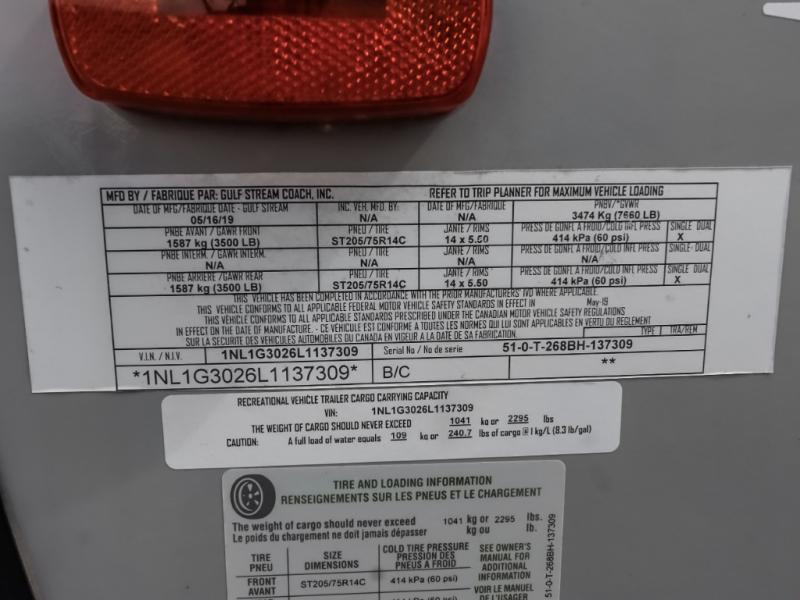 MFD BY / FABRIQUE PAR: GULF STREAM COACH, INC. REFER TO TRIP PLANNER FOR MAXIMUM VEHICLE LOADING
DATE OF MFG/FABRIQUE DATE - GULF STREAM INC. VEH. MFD. BY: DATE OF MFG/FABRIQUE PNBV/*GVWR
05/16/19 N/A N/A 3474 Kg (7660 LB)
PNBE AVANT / GAWR FRONT PNEU / TIRE JANTE / RIMS PRESS DE GONFL A FROID/COLD INFL PRESS SINGLE DUAL
1587 kg (3500 LB) ST205/75R14C 14 x 5.50 414 kPa (60 psi) X
PNBE INTERM. / GAWR INTERM. PNEU / TIRE JANTE / RIMS PRESS DE GONFL A FROID/COLD INFL PRESS SINGLE- DUAL
N/A N/A N/A N/A
PNBE ARRIERE / GAWR REAR PNEU / TIRE JANTE / RIMS PRESS DE GONFL A FROID/COLD INFL PRESS SINGLE DUAL
1587 kg (3500 LB) ST205/75R14C 14 x 5.50 414 kPa (60 psi) X
THIS VEHICLE HAS BEEN COMPLETED IN ACCORDANCE WITH THE PRIOR MANUFACTURERS' IVD WHERE APPLICABLE.
THIS VEHICLE CONFORMS TO ALL APPLICABLE FEDERAL MOTOR VEHICLE SAFETY STANDARDS IN EFFECT IN May-19
THIS VEHICLE CONFORMS TO ALL APPLICABLE STANDARDS PRESCRIBED UNDER THE CANADIAN MOTOR VEHICLE SAFETY REGULATIONS
IN EFFECT ON THE DATE OF MANUFACTURE. - CE VEHICULE EST CONFORME A TOUTES LES NORMES QUI LUI SONT APPLICABLES EN VERTU DU REGLEMENT
SUR LA SECURITE DES VEHICULES AUTOMOBILES DU CANADA EN VIGEUR A LA DATE DE SA FABRICATION. TYPE TRA/REM
V.I.N. / N.I.V. 1NL1G3026L1137309 Serial No / No de serie 51-0-T-268BH-137309
*1NL1G3026L1137309* B/C **
RECREATIONAL VEHICLE TRAILER CARGO CARRYING CAPACITY
VIN: 1NL1G3026L1137309
THE WEIGHT OF CARGO SHOULD NEVER EXCEED 1041 kg or 2295 lbs
CAUTION: A full load of water equals 109 kg or 240.7 lbs of cargo @ 1 kg/L (8.3 lb/gal)
TIRE AND LOADING INFORMATION
RENSEIGNEMENTS SUR LES PNEUS ET LE CHARGEMENT
The weight of cargo should never exceed 1041 kg or 2295 lbs.
Le poids du chargement ne doit jamais dépasser kg ou lb.
TIRE SIZE COLD TIRE PRESSURE SEE OWNER'S
PNEU DIMENSIONS PRESSION DES PNEUS A FROID MANUAL FOR ADDITIONAL INFORMATION
FRONT AVANT ST205/75R14C 414 kPa (60 psi) VOIR LE MANUEL DE L'USAGER
51-0-T-268BH-137309